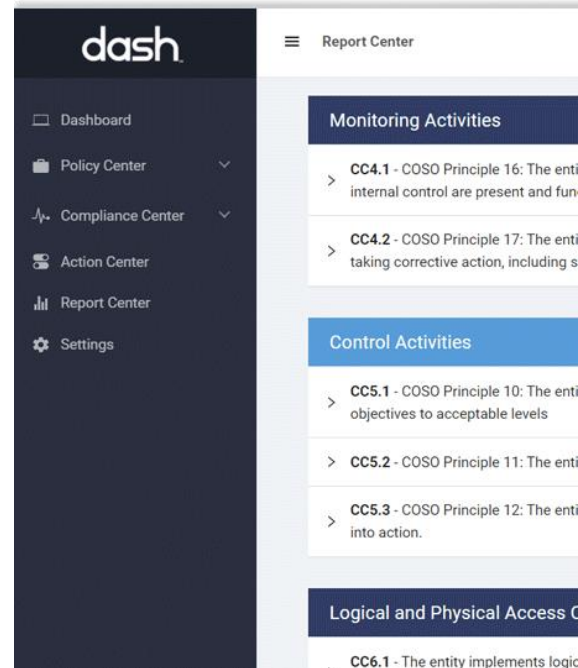 dash
Report Center
Dashboard
Policy Center
Compliance Center
Action Center
Report Center
Settings
Monitoring Activities
CC4.1 - COSO Principle 16: The enti
internal control are present and fun
CC4.2 - COSO Principle 17: The enti
taking corrective action, including s
Control Activities
CC5.1 - COSO Principle 10: The enti
objectives to acceptable levels
CC5.2 - COSO Principle 11: The enti
CC5.3 - COSO Principle 12: The enti
into action.
Logical and Physical Access C
CC6.1 - The entity implements logic